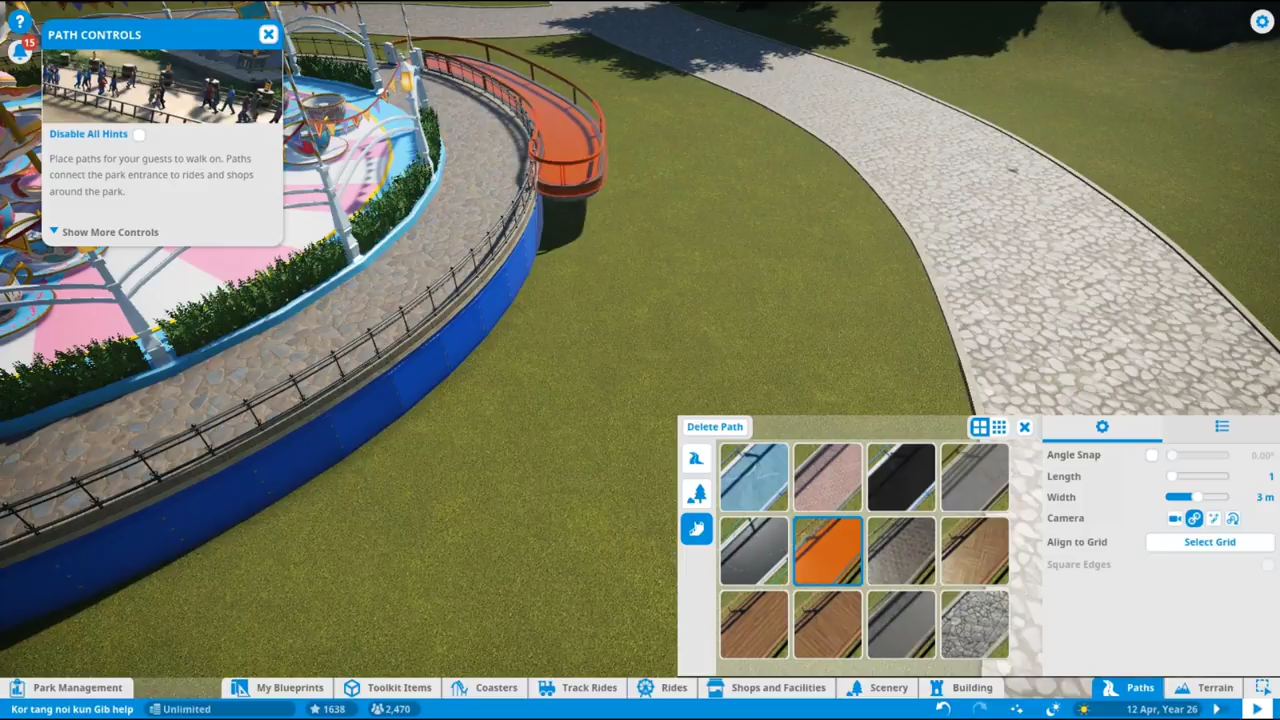 ?
15
PATH CONTROLS
Disable All Hints
Place paths for your guests to walk on. Paths
connect the park entrance to rides and shops
around the park.
Show More Controls
Delete Path
Angle Snap 0.00°
Length 1
Width 3 m
Camera
Align to Grid Select Grid
Square Edges
Park Management My Blueprints Toolkit Items Coasters Track Rides Rides Shops and Facilities Scenery Building Paths Terrain
Kor tang noi kun Gib help Unlimited 1638 2,470 12 Apr, Year 26